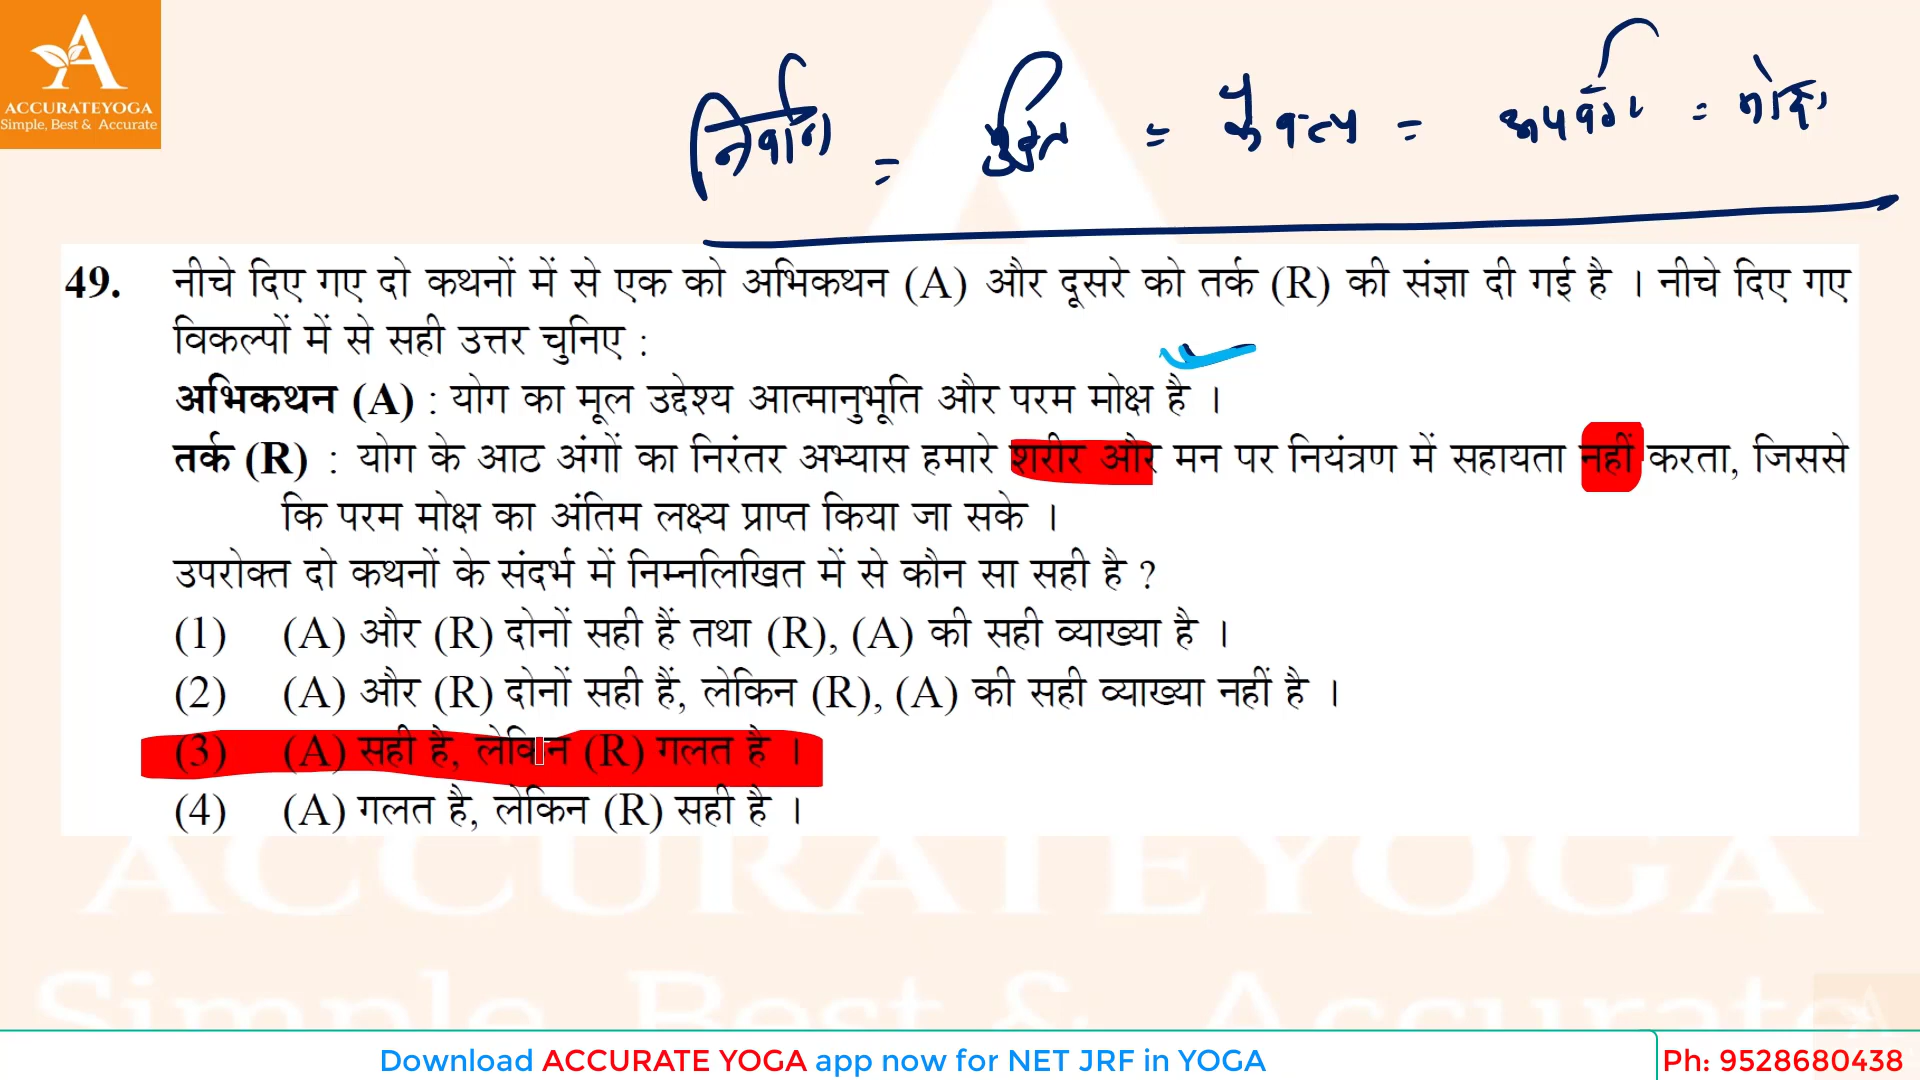 ACCURATEYOGA
Simple, Best & Accurate
निर्वाण = मुक्ति = कैवल्य = अपवर्ग = मोक्ष
49. नीचे दिए गए दो कथनों में से एक को अभिकथन (A) और दूसरे को तर्क (R) की संज्ञा दी गई है । नीचे दिए गए
विकल्पों में से सही उत्तर चुनिए :
अभिकथन (A) : योग का मूल उद्देश्य आत्मानुभूति और परम मोक्ष है ।
तर्क (R) : योग के आठ अंगों का निरंतर अभ्यास हमारे शरीर और मन पर नियंत्रण में सहायता नहीं करता, जिससे
कि परम मोक्ष का अंतिम लक्ष्य प्राप्त किया जा सके ।
उपरोक्त दो कथनों के संदर्भ में निम्नलिखित में से कौन सा सही है ?
(1) (A) और (R) दोनों सही हैं तथा (R), (A) की सही व्याख्या है ।
(2) (A) और (R) दोनों सही हैं, लेकिन (R), (A) की सही व्याख्या नहीं है ।
(3) (A) सही है, लेकिन (R) गलत है ।
(4) (A) गलत है, लेकिन (R) सही है ।
ACCURATEYOGA
Simple, Best & Accurate
Download ACCURATE YOGA app now for NET JRF in YOGA
Ph: 9528680438